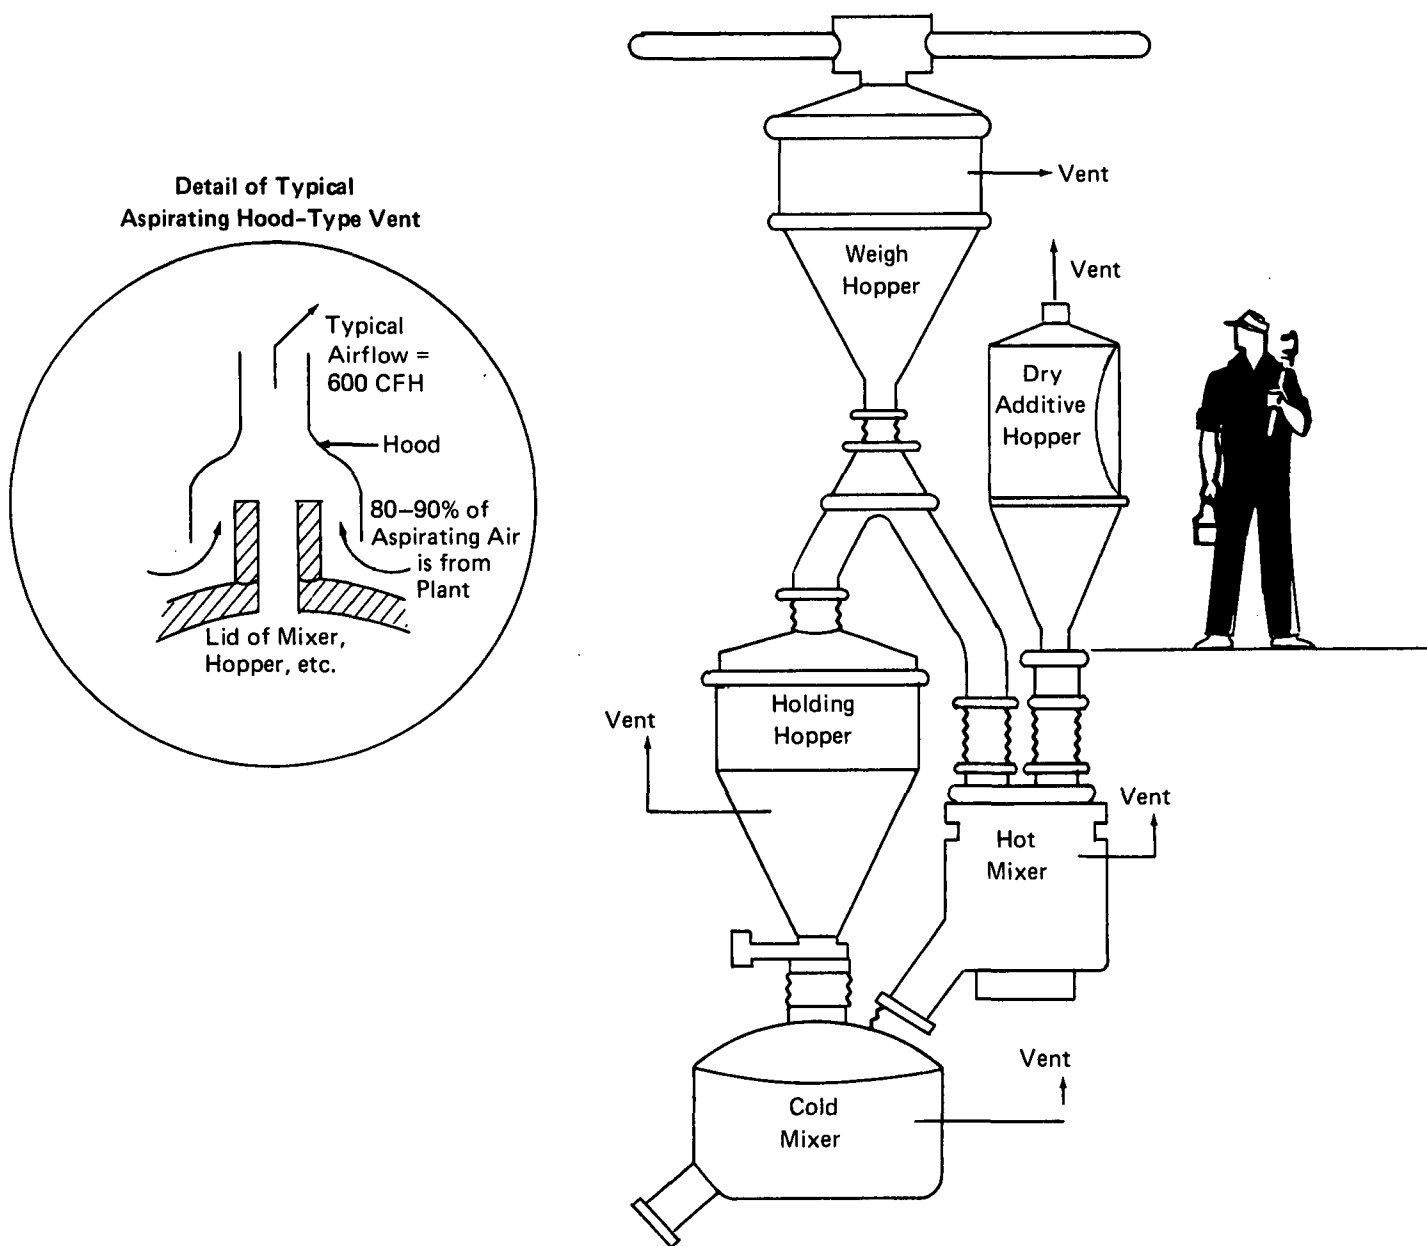 Detail of Typical
Aspirating Hood-Type Vent
Typical
Airflow =
600 CFH
Hood
80–90% of
Aspirating Air
is from
Plant
Lid of Mixer,
Hopper, etc.
Vent
Weigh
Hopper
Vent
Dry
Additive
Hopper
Vent
Holding
Hopper
Vent
Hot
Mixer
Vent
Cold
Mixer